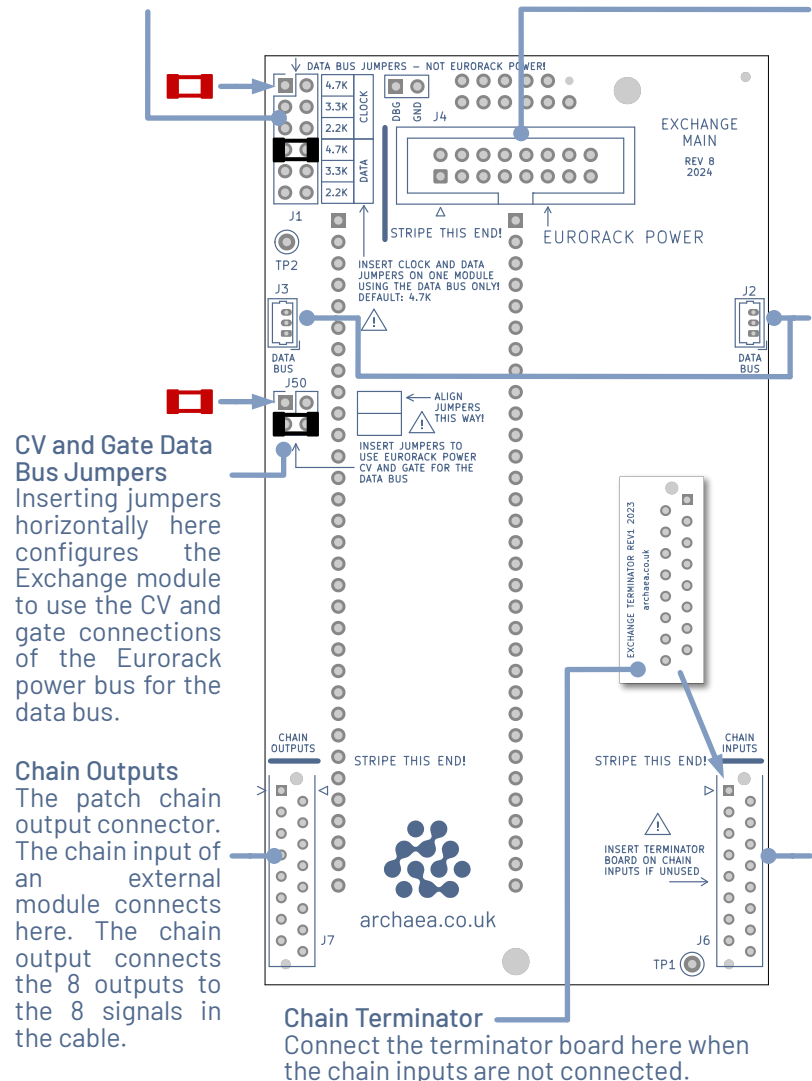 DATA BUS JUMPERS – NOT EURORACK POWER!
4.7K
3.3K
2.2K
CLOCK
4.7K
3.3K
2.2K
DATA
DBG
GND
J4
EXCHANGE
MAIN
REV 8
2024
J1
STRIPE THIS END!
EURORACK POWER
TP2
INSERT CLOCK AND DATA
JUMPERS ON ONE MODULE
USING THE DATA BUS ONLY!
DEFAULT: 4.7K
!
J3
DATA
BUS
J2
DATA
BUS
J50
ALIGN
JUMPERS
THIS WAY!
!
INSERT JUMPERS TO
USE EURORACK POWER
CV AND GATE FOR THE
DATA BUS
CV and Gate Data
Bus Jumpers
Inserting jumpers
horizontally here
configures the
Exchange module
to use the CV and
gate connections
of the Eurorack
power bus for the
data bus.
EXCHANGE TERMINATOR REV1 2023
archaea.co.uk
CHAIN
OUTPUTS
STRIPE THIS END!
STRIPE THIS END!
CHAIN
INPUTS
Chain Outputs
The patch chain
output connector.
The chain input of
an external
module connects
here. The chain
output connects
the 8 outputs to
the 8 signals in
the cable.
!
INSERT TERMINATOR
BOARD ON CHAIN
INPUTS IF UNUSED
archaea.co.uk
J7
J6
TP1
Chain Terminator
Connect the terminator board here when
the chain inputs are not connected.